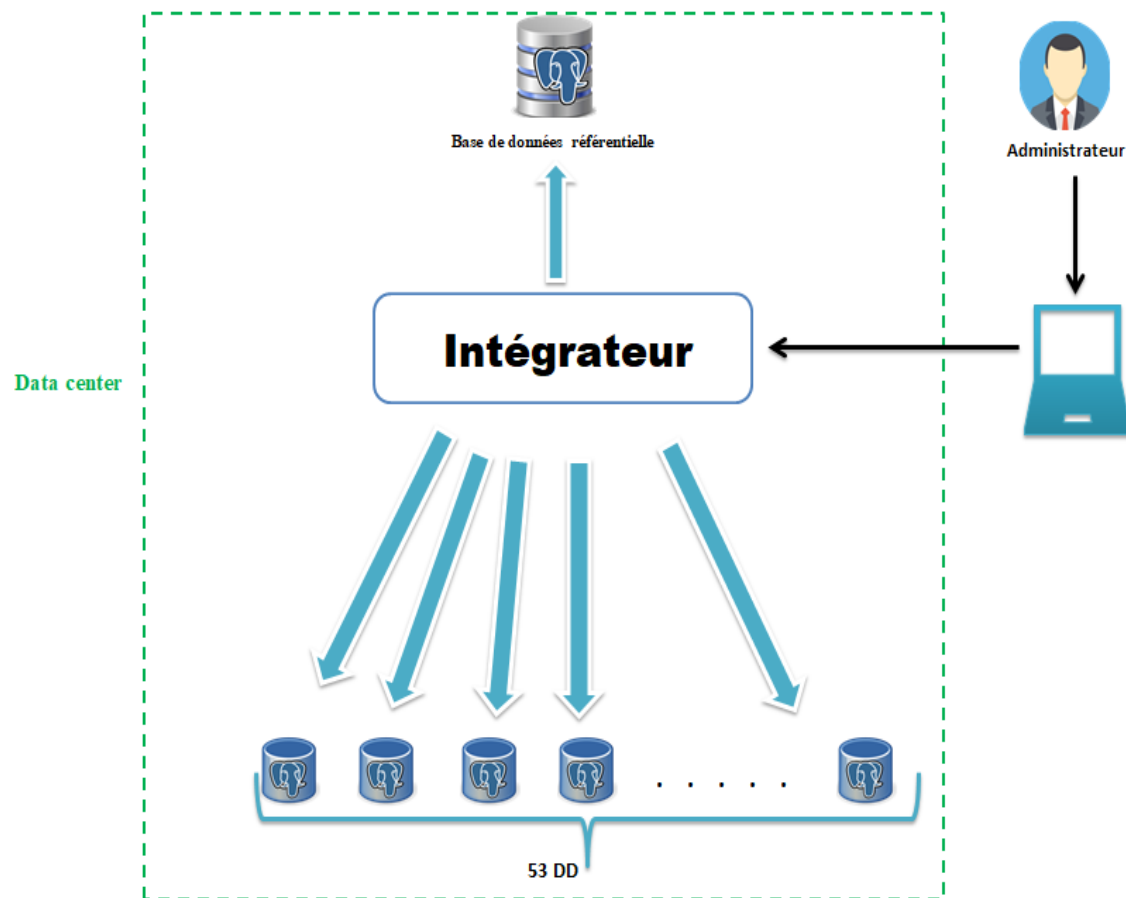 Base de données référentielle
Administrateur
Intégrateur
Data center
. . . . .
53 DD